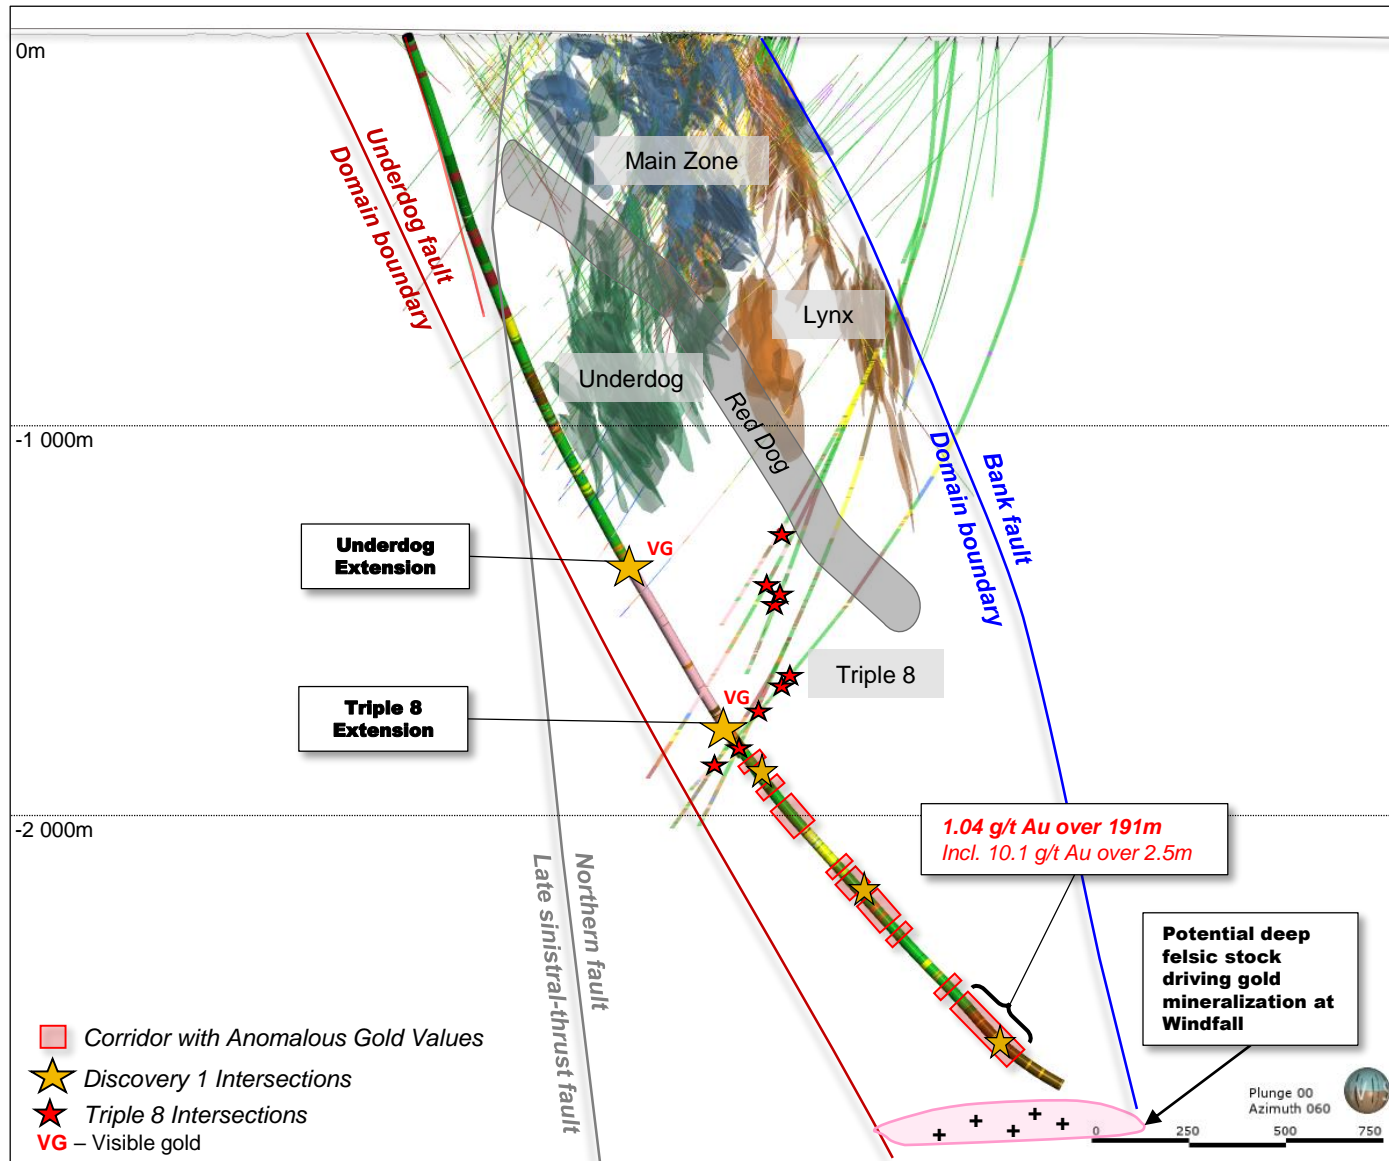 0m
Underdog fault
Domain boundary
Main Zone
Lynx
Underdog
Red Dog
-1 000m
Bank fault
Domain boundary
Underdog
Extension
VG
Triple 8
Triple 8
Extension
VG
-2 000m
1.04 g/t Au over 191m
Incl. 10.1 g/t Au over 2.5m
Northern fault
Late sinistral-thrust fault
Potential deep
felsic stock
driving gold
mineralization at
Windfall
Corridor with Anomalous Gold Values
Discovery 1 Intersections
Triple 8 Intersections
VG – Visible gold
Plunge 00
Azimuth 060
0 250 500 750